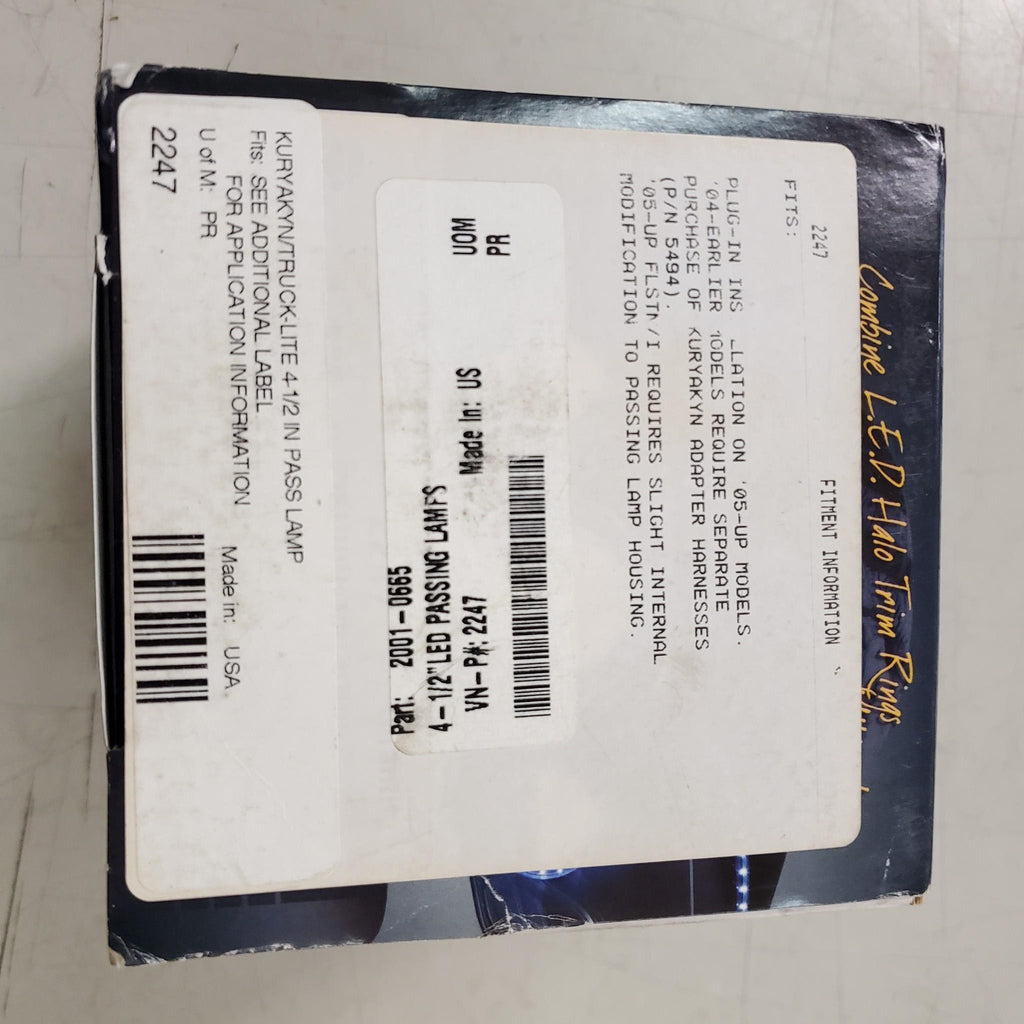 Combine L.E.D. Halo Trim Rings
FITMENT INFORMATION
2247
FITS:
PLUG-IN INS LLATION ON '05-UP MODELS.
'04-EARLIER MODELS REQUIRE SEPARATE
PURCHASE OF KURYAKYN ADAPTER HARNESSES
(P/N 5494).
'05-UP FLSTN/I REQUIRES SLIGHT INTERNAL
MODIFICATION TO PASSING LAMP HOUSING.
UOM
PR
Made in: US
Part: 2001-0665
4-1/2"LED PASSING LAMPS
VN-P#: 2247
KURYAKYN/TRUCK-LITE 4-1/2 IN PASS LAMP
Fits: SEE ADDITIONAL LABEL
FOR APPLICATION INFORMATION
U of M: PR
Made in: USA
2247